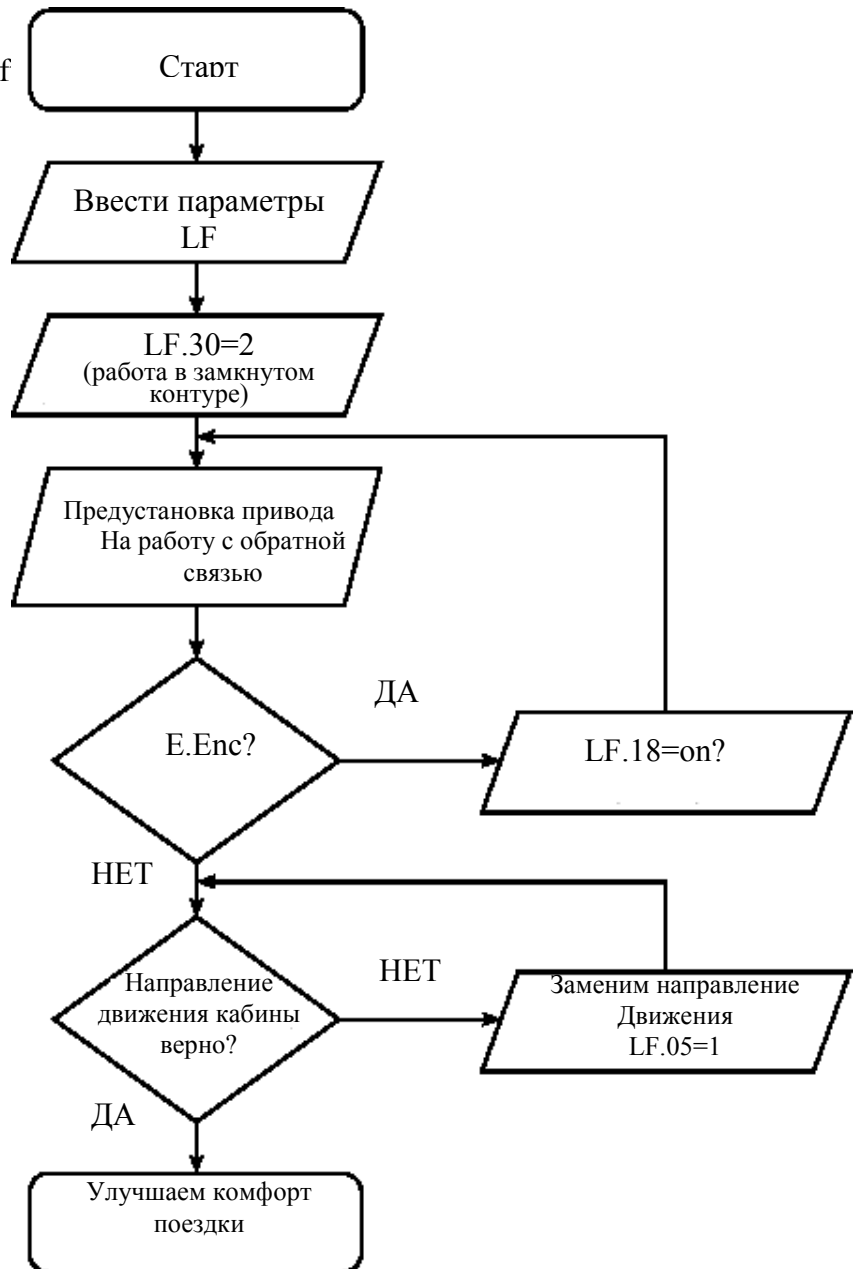 f
Старт
Ввести параметры
LF
LF.30=2
(работа в замкнутом
контуре)
Предустановка привода
На работу с обратной
связью
E.Enc?
ДА
LF.18=on?
НЕТ
Направление
движения кабины
верно?
НЕТ
Заменим направление
Движения
LF.05=1
ДА
Улучшаем комфорт
поездки